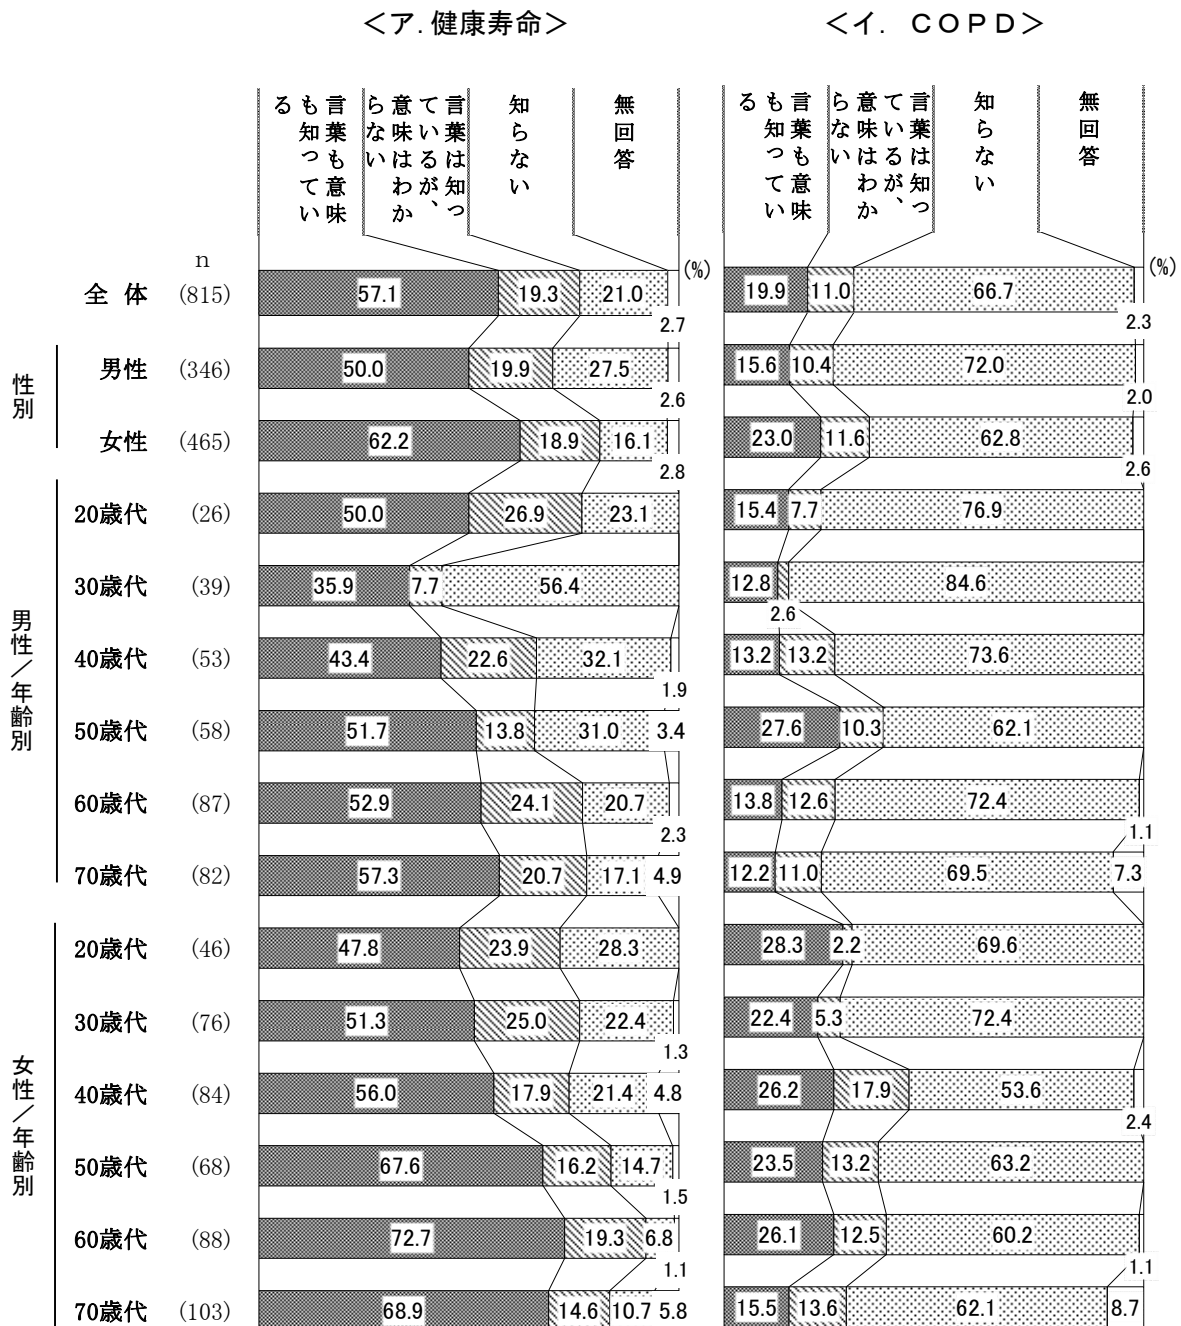 ＜ア.健康寿命＞ ＜イ. ＣＯＰＤ＞
言葉も意味も知っている 言葉は知っているが、意味はわからない 知らない 無回答 言葉も意味も知っている 言葉は知っているが、意味はわからない 知らない 無回答
n (%) (%)
全 体 (815) 57.1 19.3 21.0 2.7 19.9 11.0 66.7 2.3
性別
男性 (346) 50.0 19.9 27.5 2.6 15.6 10.4 72.0 2.0
女性 (465) 62.2 18.9 16.1 2.8 23.0 11.6 62.8 2.6
男性／年齢別
20歳代 (26) 50.0 26.9 23.1 15.4 7.7 76.9
30歳代 (39) 35.9 7.7 56.4 12.8 2.6 84.6
40歳代 (53) 43.4 22.6 32.1 1.9 13.2 13.2 73.6
50歳代 (58) 51.7 13.8 31.0 3.4 27.6 10.3 62.1
60歳代 (87) 52.9 24.1 20.7 2.3 13.8 12.6 72.4 1.1
70歳代 (82) 57.3 20.7 17.1 4.9 12.2 11.0 69.5 7.3
女性／年齢別
20歳代 (46) 47.8 23.9 28.3 28.3 2.2 69.6
30歳代 (76) 51.3 25.0 22.4 1.3 22.4 5.3 72.4
40歳代 (84) 56.0 17.9 21.4 4.8 26.2 17.9 53.6 2.4
50歳代 (68) 67.6 16.2 14.7 1.5 23.5 13.2 63.2
60歳代 (88) 72.7 19.3 6.8 1.1 26.1 12.5 60.2 1.1
70歳代 (103) 68.9 14.6 10.7 5.8 15.5 13.6 62.1 8.7